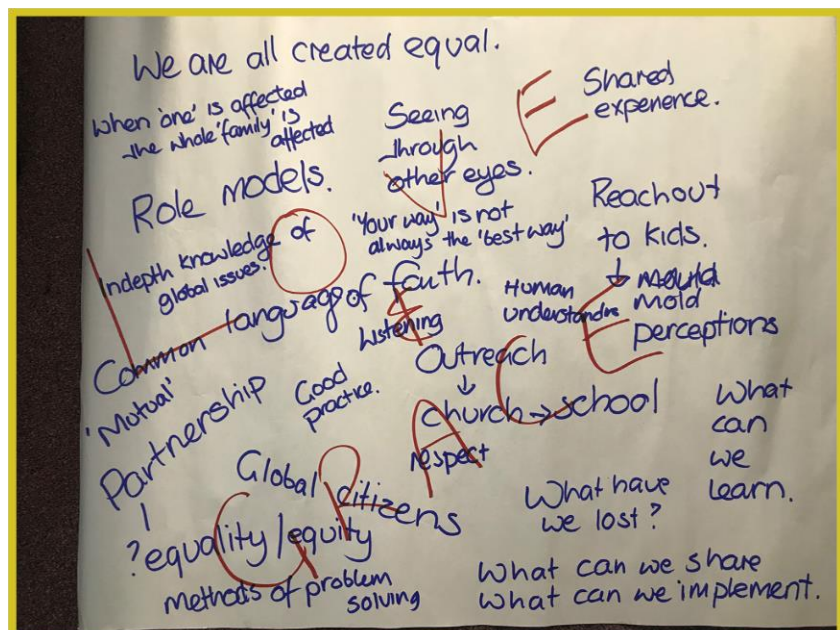 We are all created equal.
When 'one' is affected
the whole 'family' is
affected
Seeing
through
other eyes.
Shared
experience.
Role models.
'Your way' is not
always the 'best way'
Reachout
to kids.
↓ mould
mold
perceptions
Indepth knowledge of
global issues.
Common language of faith.
Listening
Human
'Mutual'
Partnership
Good
practice.
Outreach
↓
church → school
respect
What
can
we
learn.
Global citizens
? equality/equity
methods of problem
solving
What have
we lost?
What can we share
What can we implement.
LOVE
&
GRACE